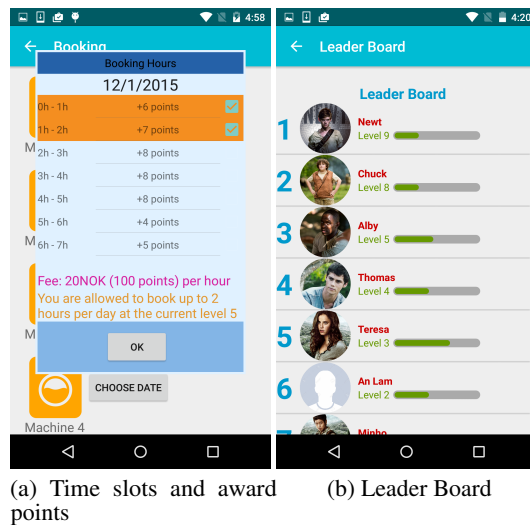 4:58
Booking
Booking Hours
12/1/2015
0h - 1h +6 points
1h - 2h +7 points
2h - 3h +8 points
3h - 4h +8 points
4h - 5h +8 points
5h - 6h +4 points
6h - 7h +5 points
M
M
M
Fee: 20NOK (100 points) per hour
You are allowed to book up to 2
hours per day at the current level 5
OK
CHOOSE DATE
Machine 4
(a) Time slots and award
points
4:20
Leader Board
Leader Board
1 Newt
Level 9
2 Chuck
Level 8
3 Alby
Level 5
4 Thomas
Level 4
5 Teresa
Level 3
6 An Lam
Level 2
7 Minho
(b) Leader Board